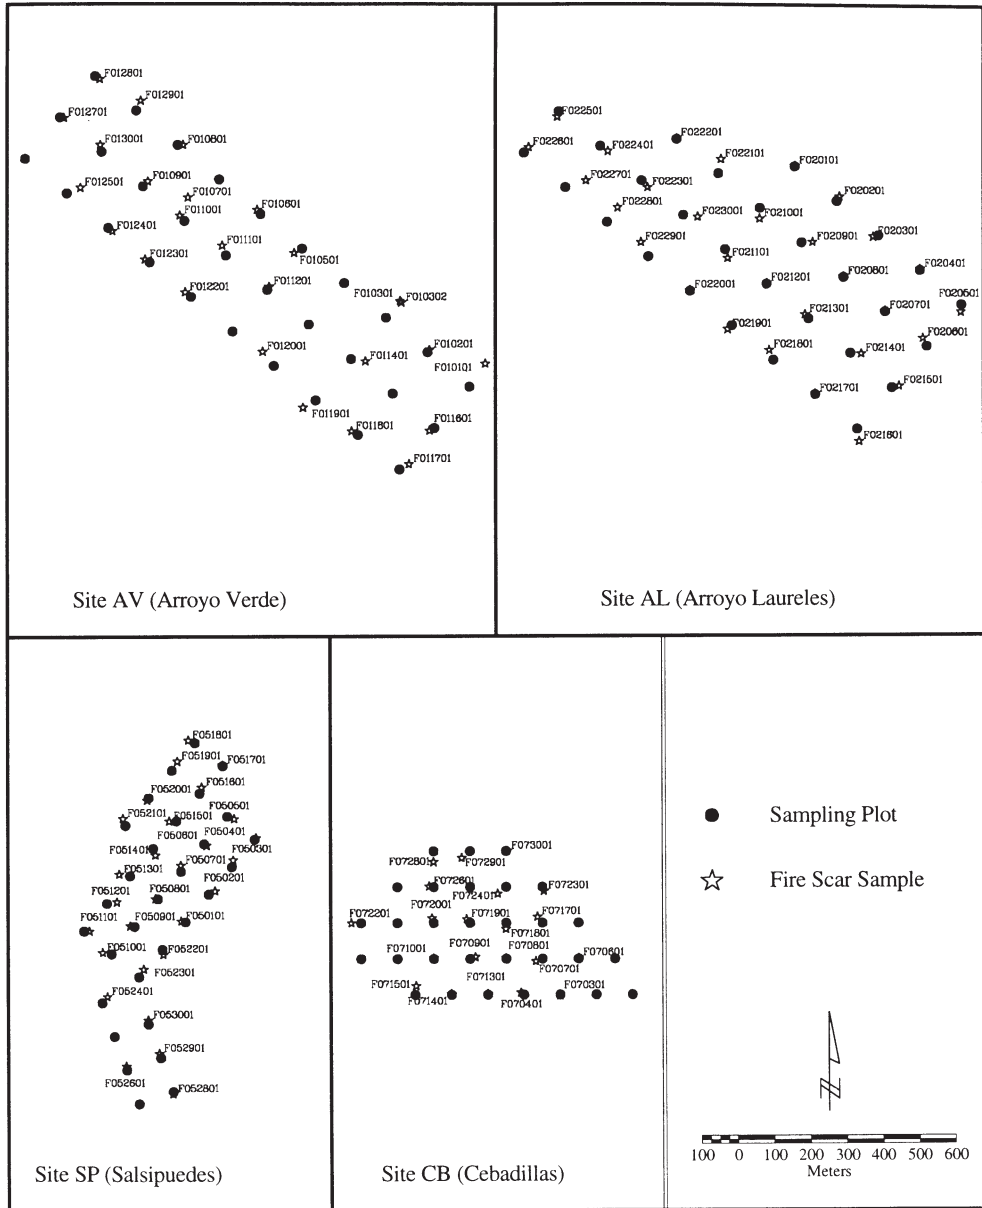 F012801
F012901
F012701
F013001
F010801
F012501
F010901
F010701
F010601
F011001
F012401
F011101
F012301
F010501
F012201
F011201
F010301
F010302
F012001
F010201
F011401
F010101
F011901
F011801
F011601
F011701
Site AV (Arroyo Verde)
F022501
F022601
F022401
F022201
F022101
F020101
F022701
F022301
F020201
F022801
F023001
F021001
F022901
F020901
F020301
F021101
F020401
F022001
F021201
F020801
F020501
F021301
F020701
F021901
F020601
F021801
F021401
F021701
F021501
F021601
Site AL (Arroyo Laureles)
F051801
F051901
F051701
F051601
F052001
F050501
F052101
F051501
F050601
F050401
F051401
F050301
F050701
F051301
F050201
F051201
F050801
F051101
F050901
F050101
F051001
F052201
F052301
F052401
F053001
F052901
F052601
F052801
Site SP (Salsipuedes)
F073001
F072801
F072901
F072601
F072401
F072301
F072201
F072001
F071901
F071701
F071801
F071001
F070901
F070801
F070601
F071501
F071301
F070701
F071401
F070401
F070301
Site CB (Cebadillas)
Sampling Plot
Fire Scar Sample
N
100 0 100 200 300 400 500 600
Meters